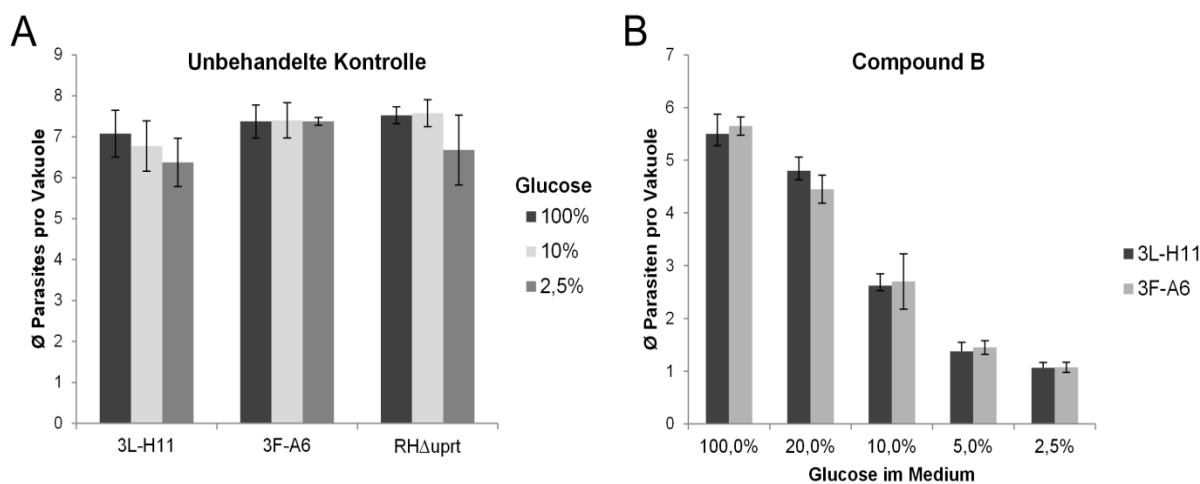 A
Unbehandelte Kontrolle
Ø Parasites pro Vakuole
9
8
7
6
5
4
3
2
1
0
3L-H11
3F-A6
RHΔuprt
Glucose
100%
10%
2,5%
B
Compound B
Ø Parasiten pro Vakuole
7
6
5
4
3
2
1
0
100,0%
20,0%
10,0%
5,0%
2,5%
Glucose im Medium
3L-H11
3F-A6